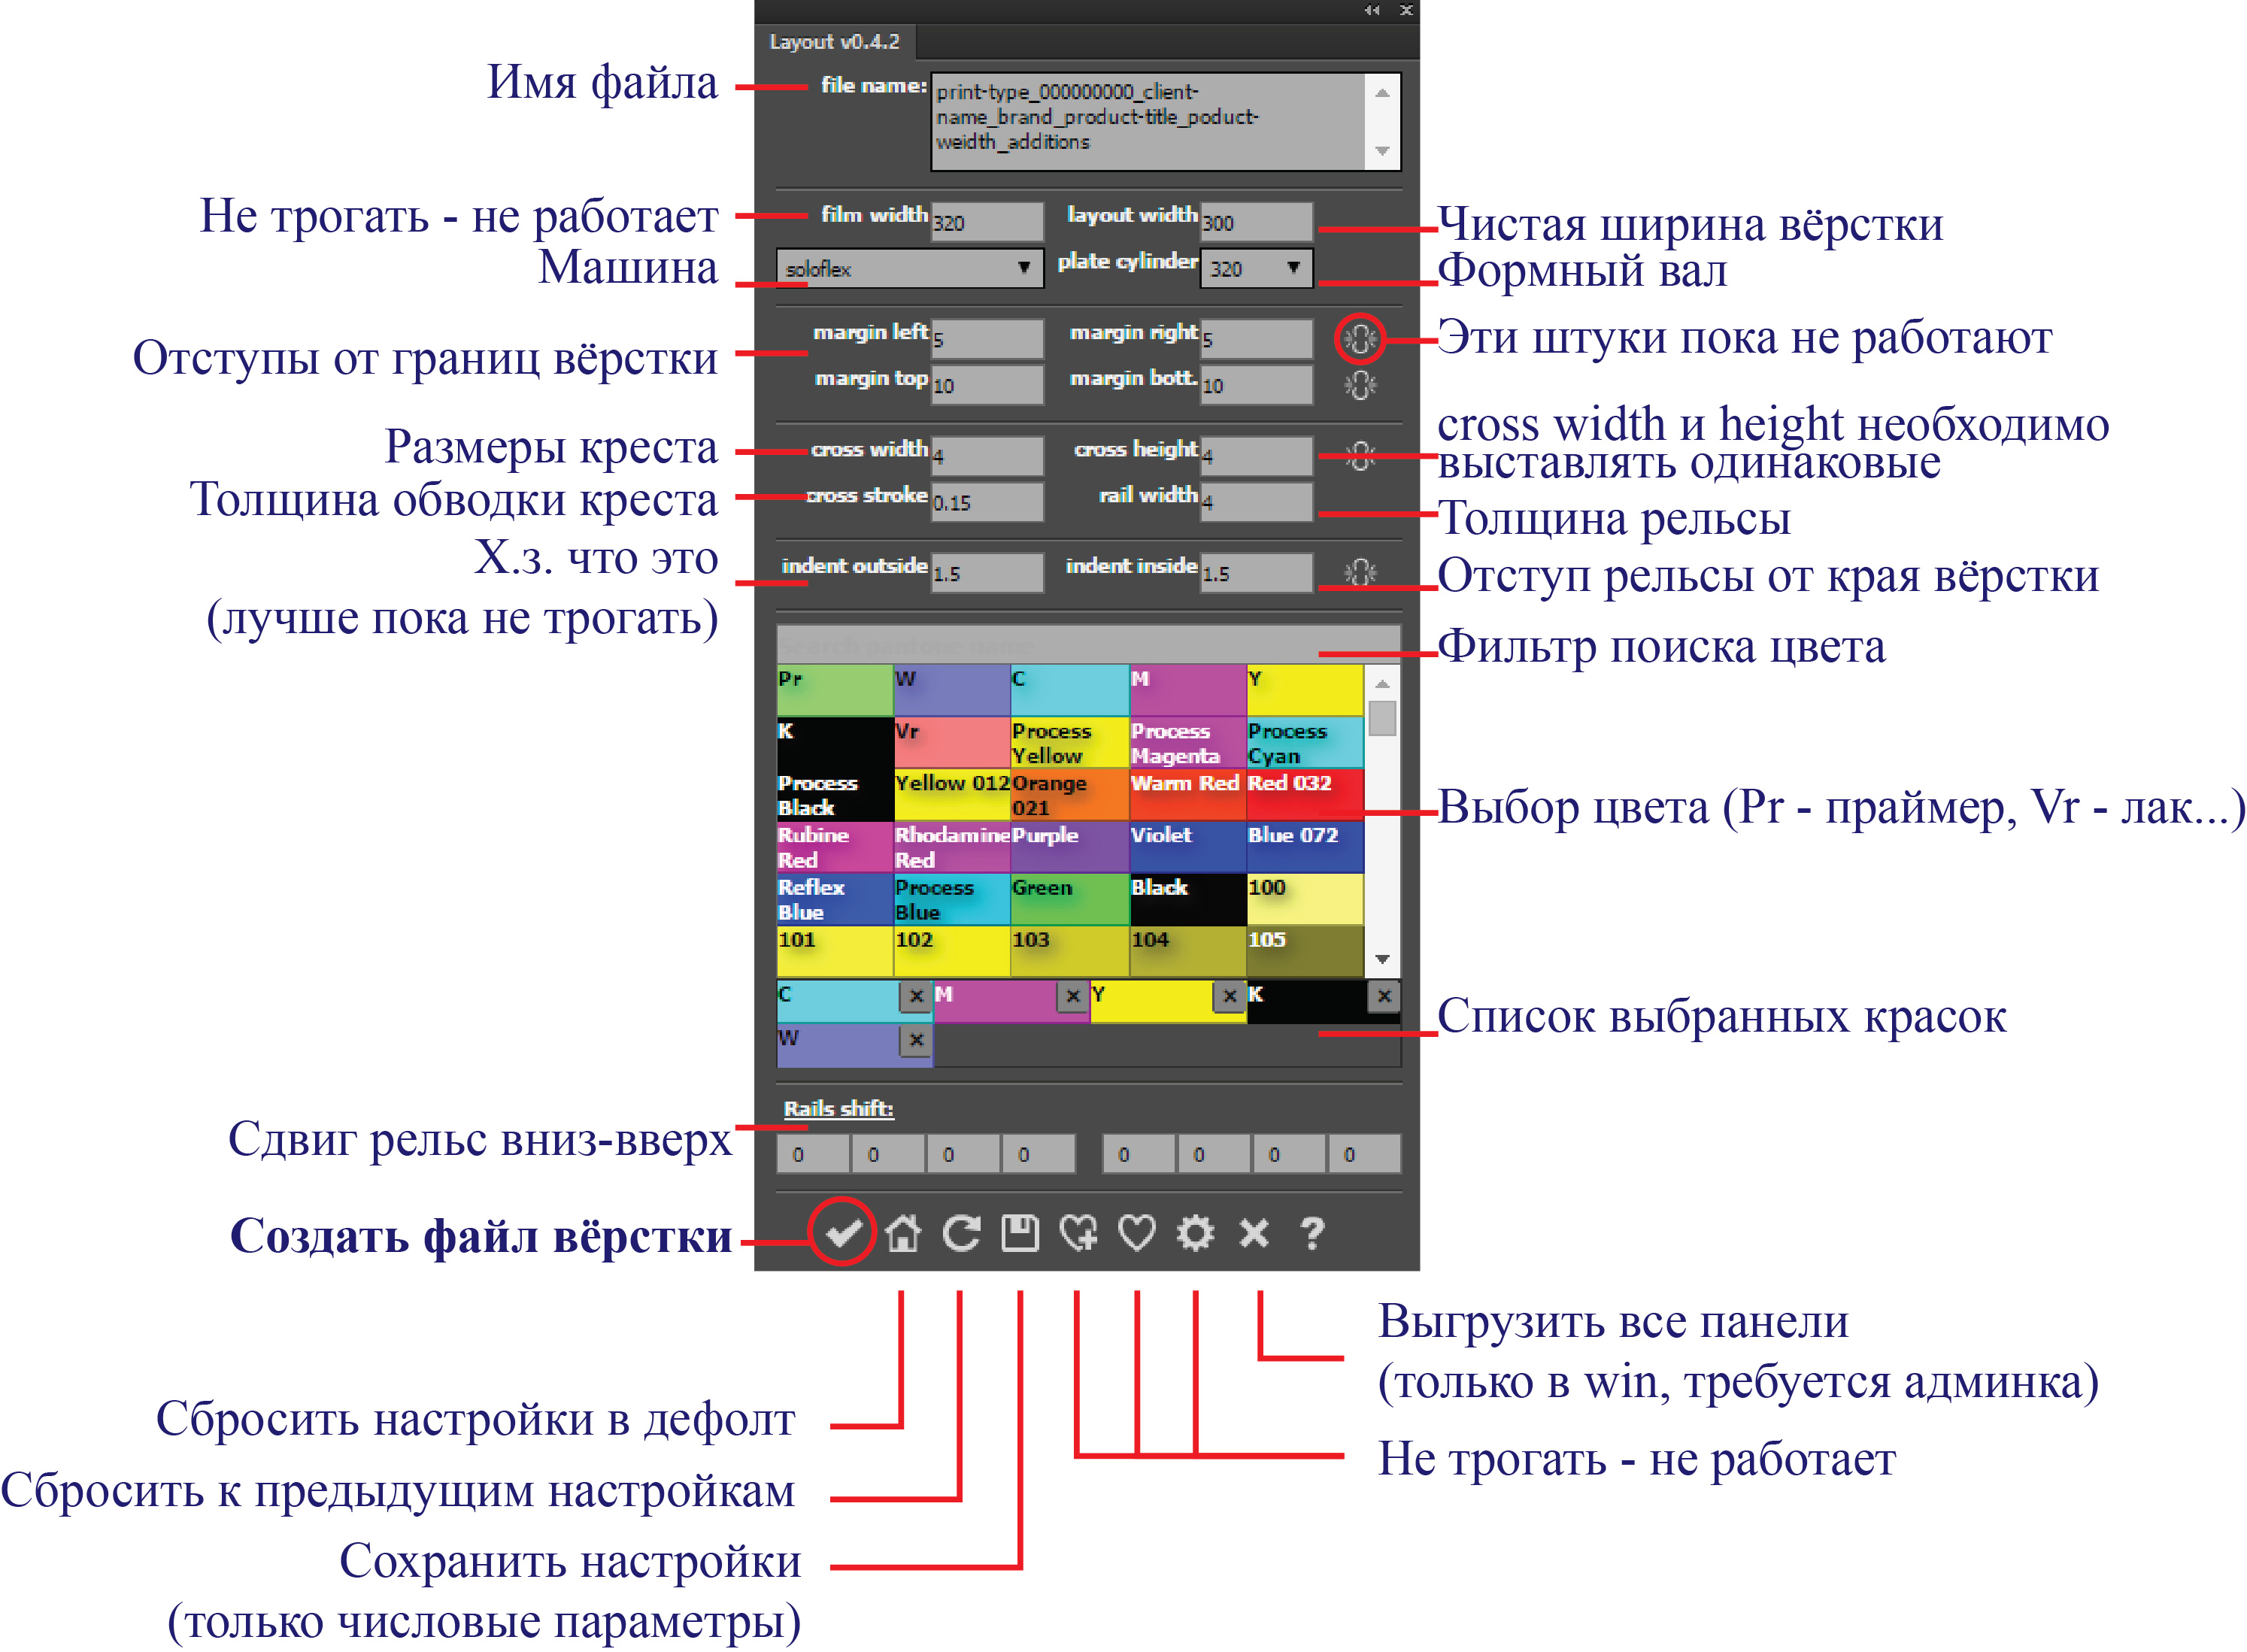 Layout v0.4.2
Имя файла
file name:
print-type_000000000_client-
name_brand_product-title_poduct-
weidth_additions
Не трогать - не работает
film width
320
layout width
300
Чистая ширина вёрстки
Машина
soloflex
plate cylinder
320
Формный вал
margin left
5
margin right
5
Эти штуки пока не работают
Отступы от границ вёрстки
margin top
10
margin bott.
10
Размеры креста
cross width
4
cross height
4
cross width и height необходимо
выставлять одинаковые
Толщина обводки креста
cross stroke
0.15
rail width
4
Толщина рельсы
Х.з. что это
(лучше пока не трогать)
indent outside
1.5
indent inside
1.5
Отступ рельсы от края вёрстки
Search pantone name
Фильтр поиска цвета
Pr
W
C
M
Y
K
Vr
Process
Yellow
Process
Magenta
Process
Cyan
Process
Black
Yellow 012
Orange
021
Warm Red
Red 032
Выбор цвета (Pr - праймер, Vr - лак...)
Rubine
Red
Rhodamine
Red
Purple
Violet
Blue 072
Reflex
Blue
Process
Blue
Green
Black
100
101
102
103
104
105
C
M
Y
K
W
Список выбранных красок
Rails shift:
Сдвиг рельс вниз-вверх
0 0 0 0 0 0 0 0
Создать файл вёрстки
Выгрузить все панели
(только в win, требуется админка)
Сбросить настройки в дефолт
Не трогать - не работает
Сбросить к предыдущим настройкам
Сохранить настройки
(только числовые параметры)